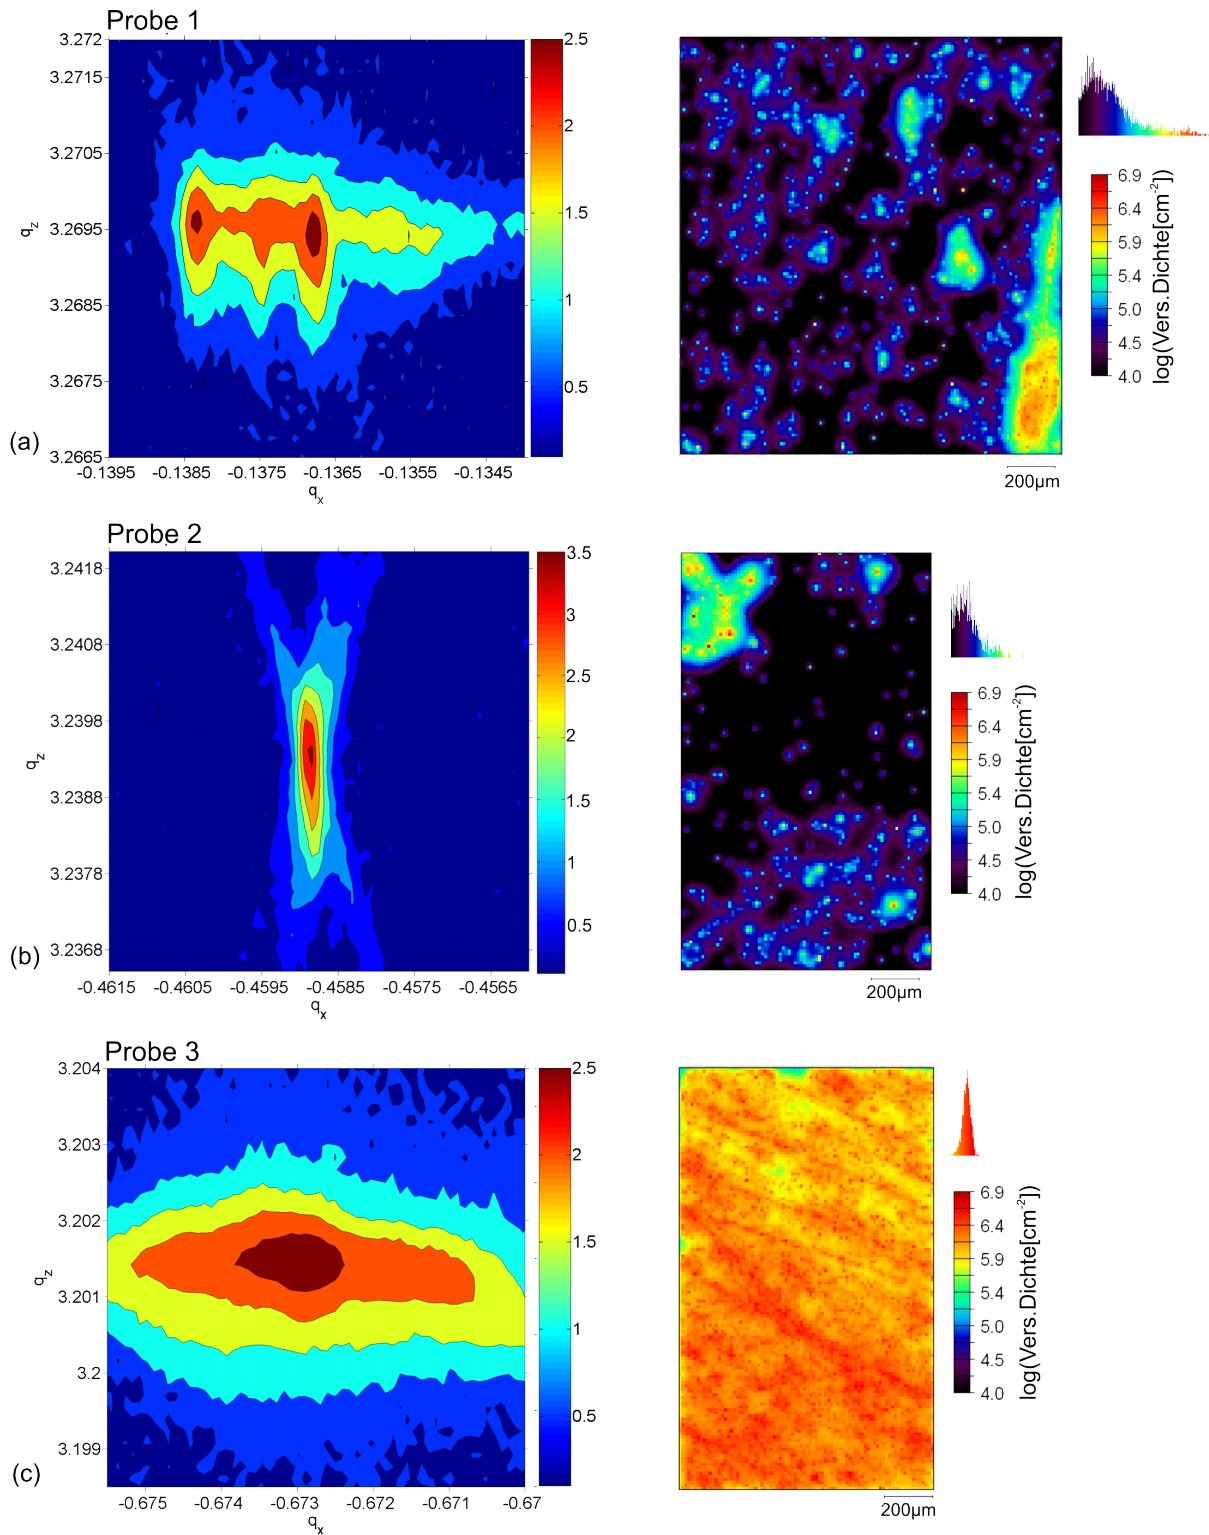 Probe 1
3.272
3.2715
3.2705
3.2695
3.2685
3.2675
3.2665
q_z
-0.1395 -0.1385 -0.1375 -0.1365 -0.1355 -0.1345
q_x
2.5
2
1.5
1
0.5
(a)
6.9
6.4
5.9
5.4
5.0
4.5
4.0
log(Vers.Dichte[cm⁻²])
200µm
Probe 2
3.2418
3.2408
3.2398
3.2388
3.2378
3.2368
q_z
-0.4615 -0.4605 -0.4595 -0.4585 -0.4575 -0.4565
q_x
3.5
3
2.5
2
1.5
1
0.5
(b)
6.9
6.4
5.9
5.4
5.0
4.5
4.0
log(Vers.Dichte[cm⁻²])
200µm
Probe 3
3.204
3.203
3.202
3.201
3.2
3.199
q_z
-0.675 -0.674 -0.673 -0.672 -0.671 -0.67
q_x
2.5
2
1.5
1
0.5
(c)
6.9
6.4
5.9
5.4
5.0
4.5
4.0
log(Vers.Dichte[cm⁻²])
200µm